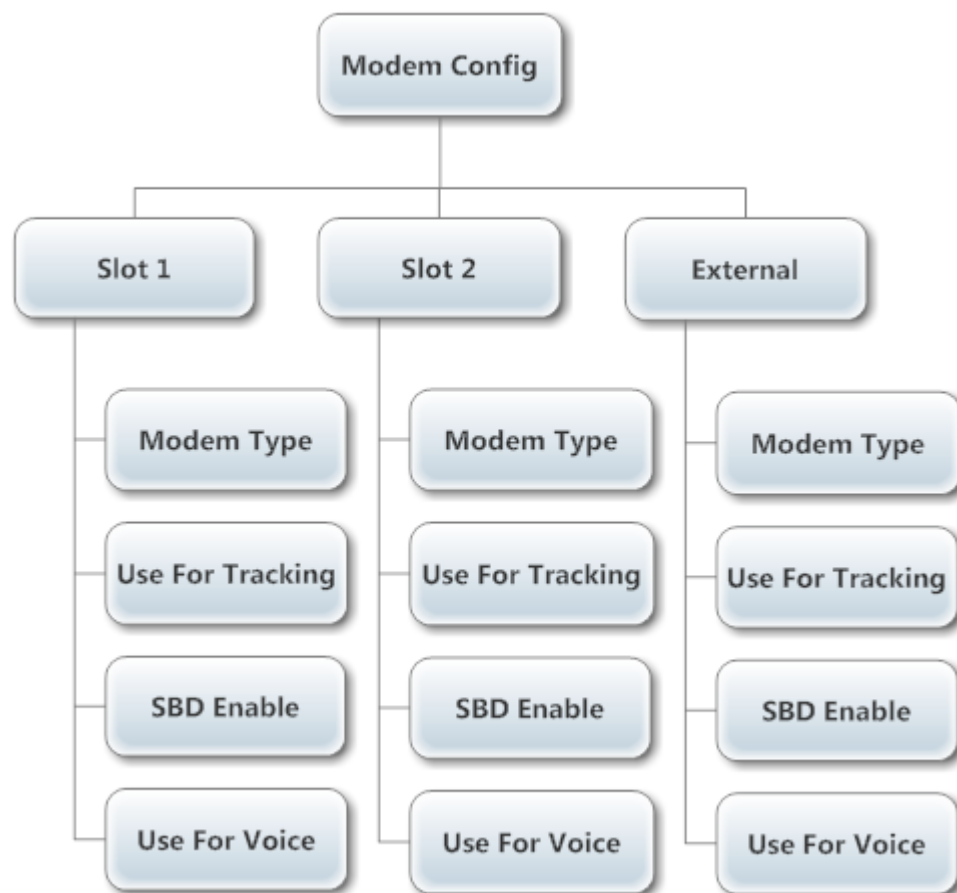 Modem Config
Slot 1
Slot 2
External
Modem Type
Modem Type
Modem Type
Use For Tracking
Use For Tracking
Use For Tracking
SBD Enable
SBD Enable
SBD Enable
Use For Voice
Use For Voice
Use For Voice